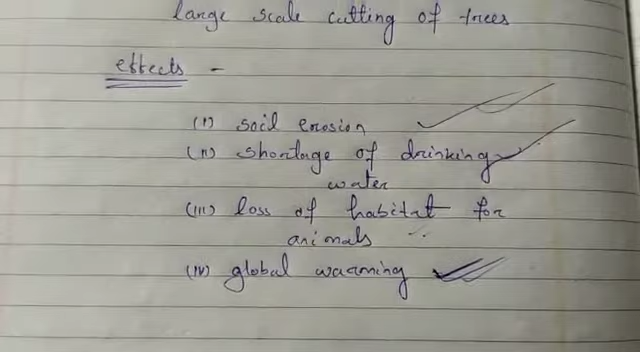 large scale cutting of trees
effects -
(i) soil erosion
(ii) shortage of drinking
water
(iii) loss of habitat for
animals
(iv) global warming